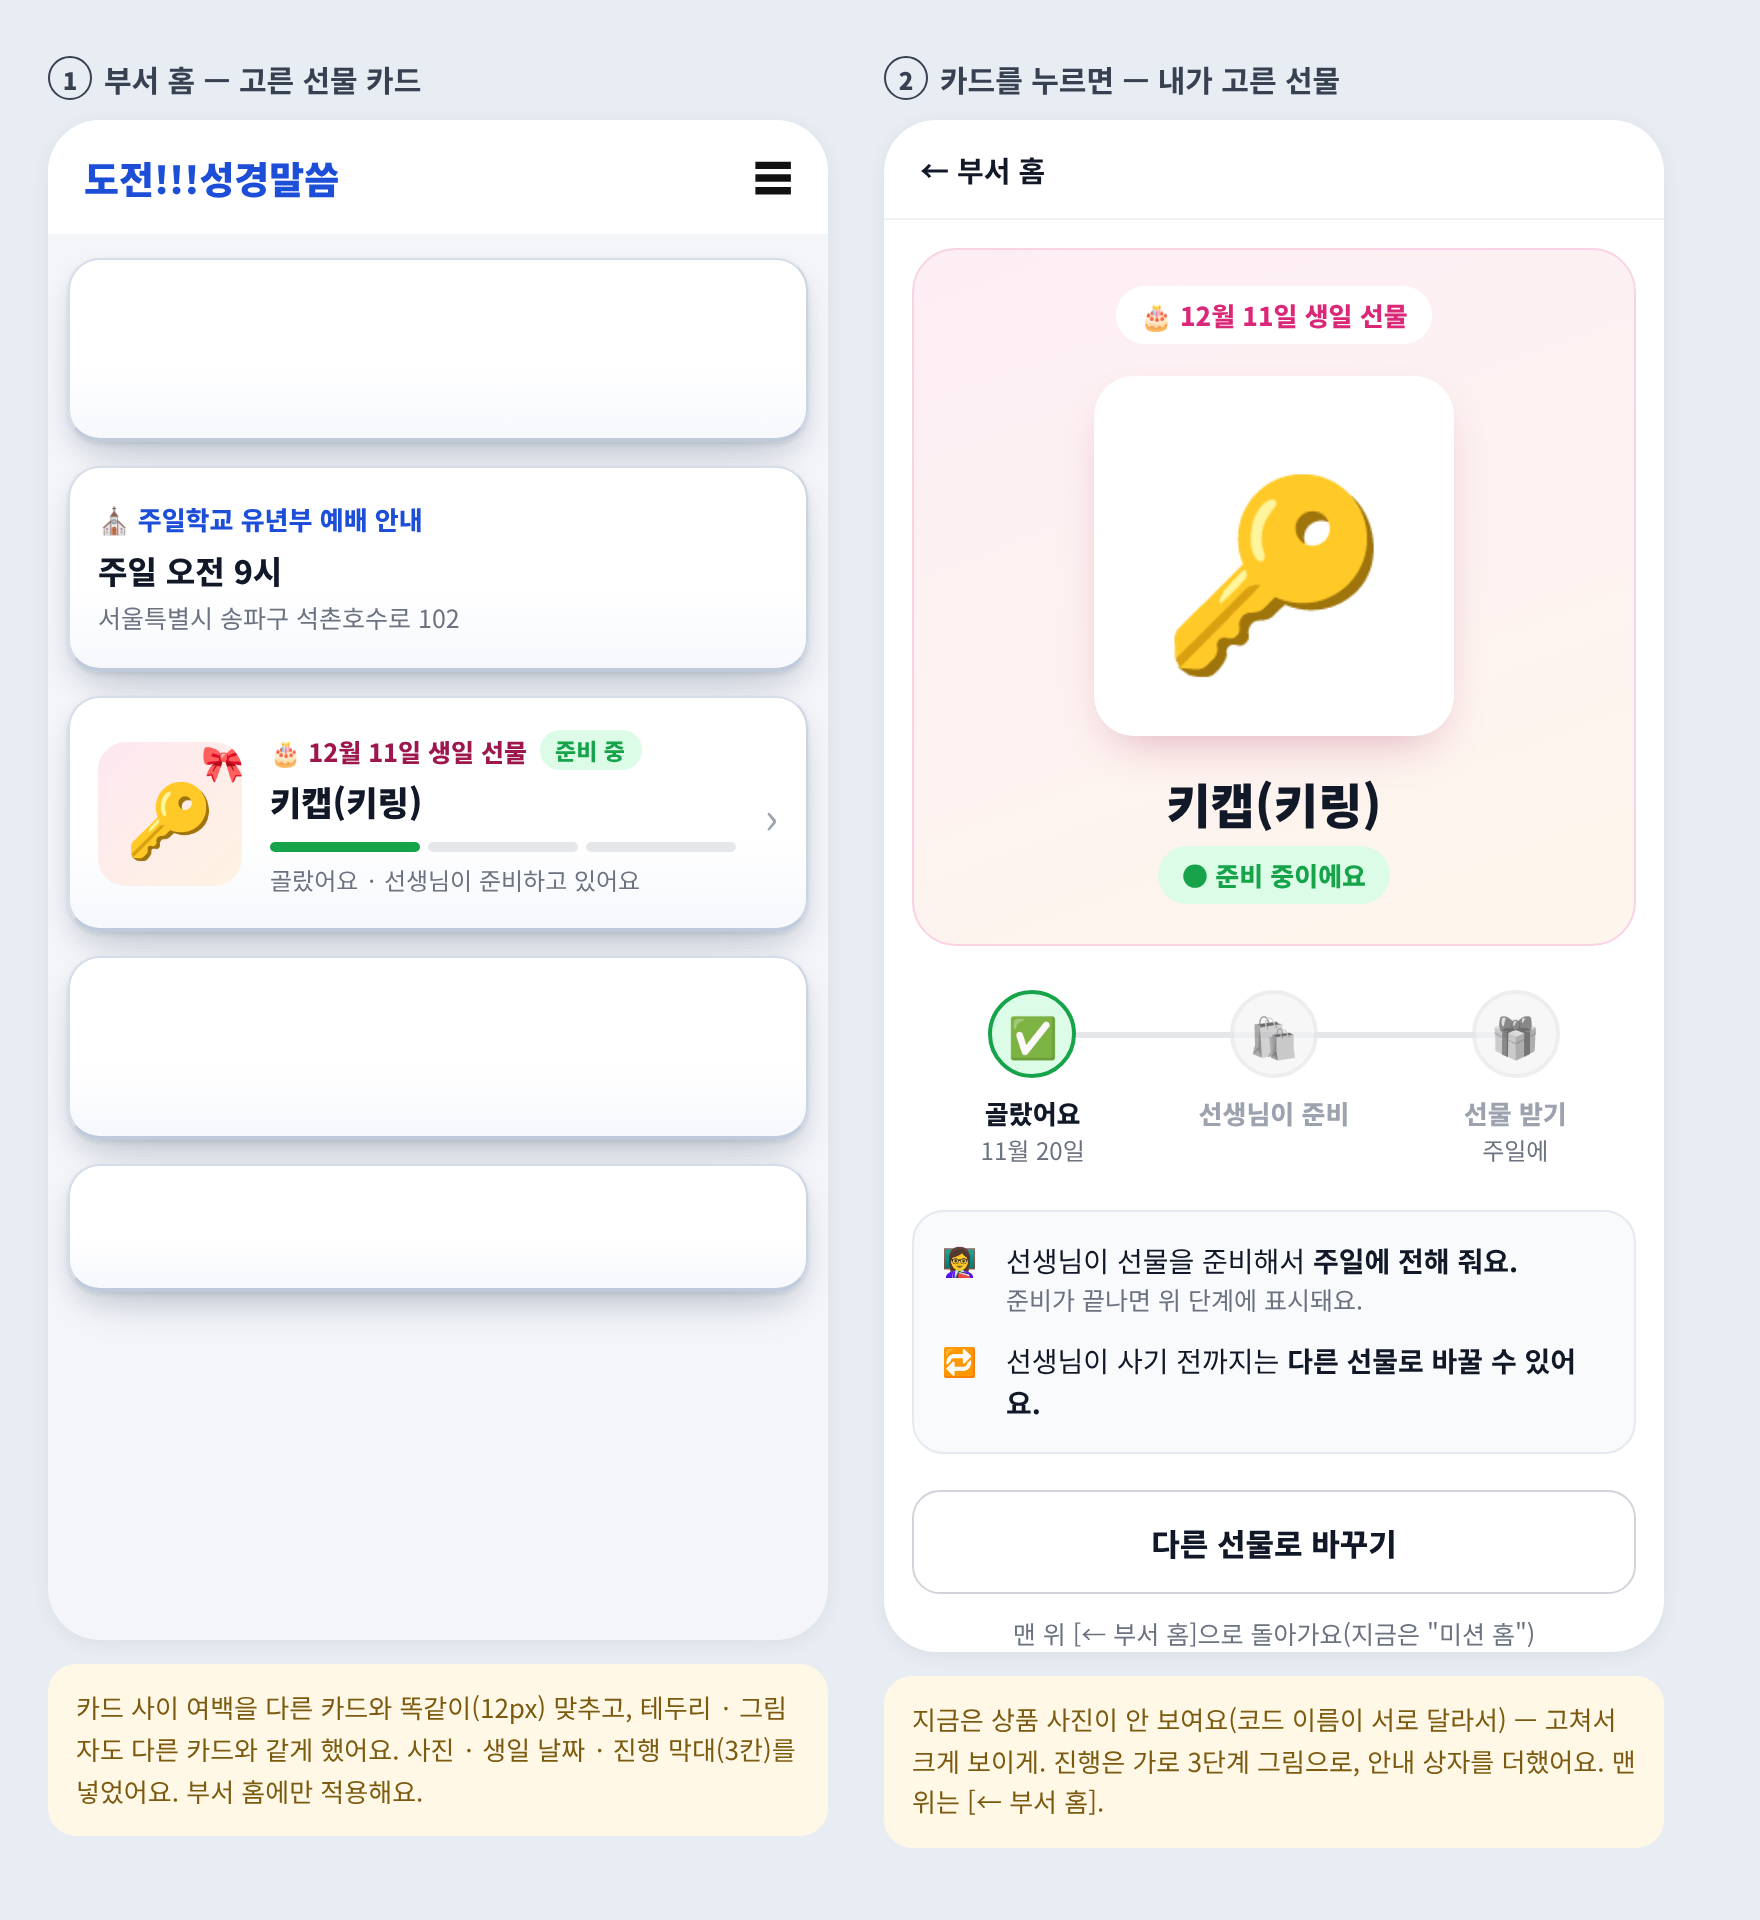 1 부서 홈 — 고른 선물 카드
도전!!!성경말씀
주일학교 유년부 예배 안내
주일 오전 9시
서울특별시 송파구 석촌호수로 102
12월 11일 생일 선물 준비 중
키캡(키링)
골랐어요 · 선생님이 준비하고 있어요
카드 사이 여백을 다른 카드와 똑같이(12px) 맞추고, 테두리 · 그림
자도 다른 카드와 같게 했어요. 사진 · 생일 날짜 · 진행 막대(3칸)를
넣었어요. 부서 홈에만 적용해요.
2 카드를 누르면 — 내가 고른 선물
← 부서 홈
12월 11일 생일 선물
키캡(키링)
● 준비 중이에요
골랐어요 선생님이 준비 선물 받기
11월 20일 주일에
선생님이 선물을 준비해서 주일에 전해 줘요.
준비가 끝나면 위 단계에 표시돼요.
선생님이 사기 전까지는 다른 선물로 바꿀 수 있어
요.
다른 선물로 바꾸기
맨 위 [← 부서 홈]으로 돌아가요(지금은 "미션 홈")
지금은 상품 사진이 안 보여요(코드 이름이 서로 달라서) — 고쳐서
크게 보이게. 진행은 가로 3단계 그림으로, 안내 상자를 더했어요. 맨
위는 [← 부서 홈].